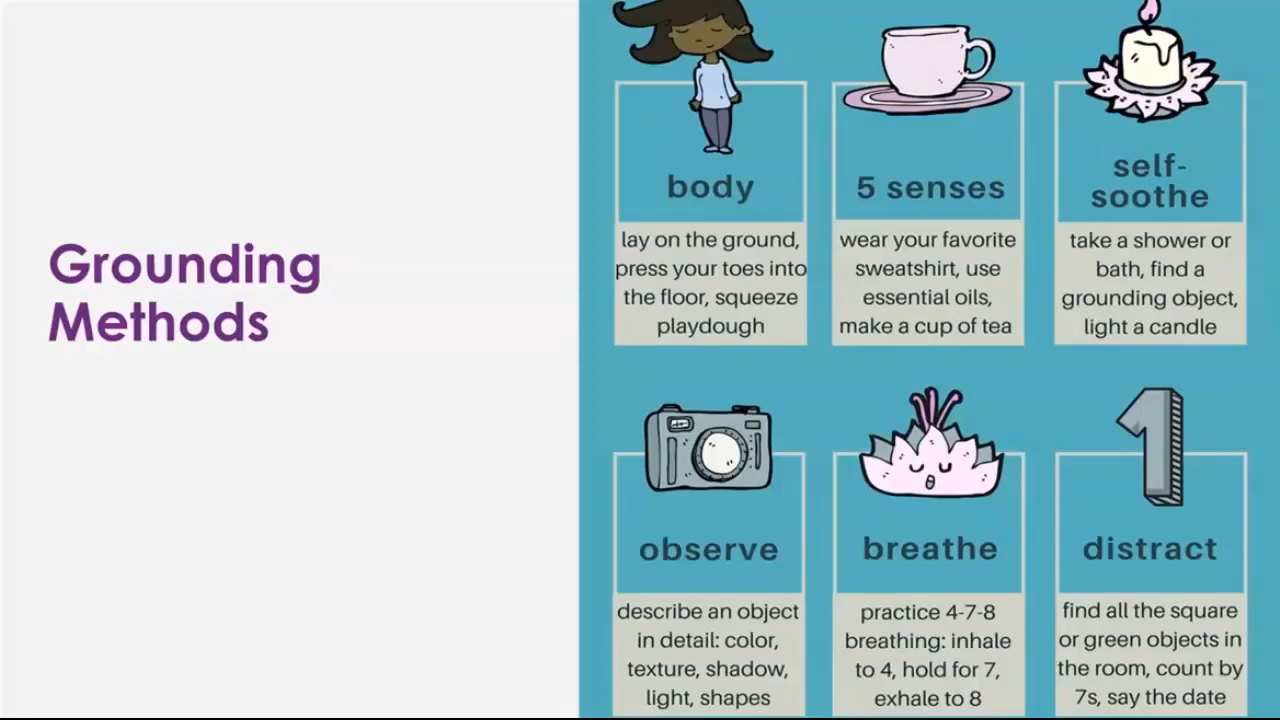 Grounding
Methods
body
lay on the ground,
press your toes into
the floor, squeeze
playdough
5 senses
wear your favorite
sweatshirt, use
essential oils,
make a cup of tea
self-
soothe
take a shower or
bath, find a
grounding object,
light a candle
observe
describe an object
in detail: color,
texture, shadow,
light, shapes
breathe
practice 4-7-8
breathing: inhale
to 4, hold for 7,
exhale to 8
1
distract
find all the square
or green objects in
the room, count by
7s, say the date